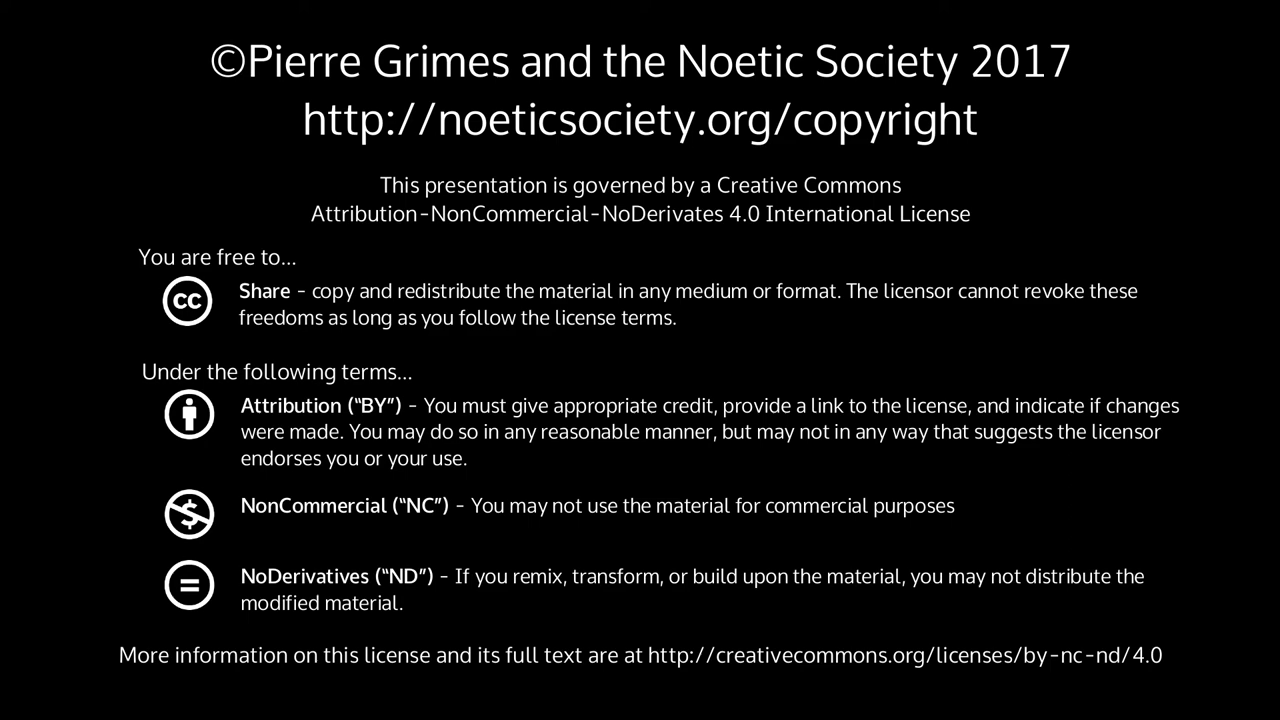 ©Pierre Grimes and the Noetic Society 2017
http://noeticsociety.org/copyright
This presentation is governed by a Creative Commons
Attribution-NonCommercial-NoDerivates 4.0 International License
You are free to...
cc
Share - copy and redistribute the material in any medium or format. The licensor cannot revoke these
freedoms as long as you follow the license terms.
Under the following terms...
Attribution (“BY”) - You must give appropriate credit, provide a link to the license, and indicate if changes
were made. You may do so in any reasonable manner, but may not in any way that suggests the licensor
endorses you or your use.
NonCommercial (“NC”) - You may not use the material for commercial purposes
NoDerivatives (“ND”) - If you remix, transform, or build upon the material, you may not distribute the
modified material.
More information on this license and its full text are at http://creativecommons.org/licenses/by-nc-nd/4.0